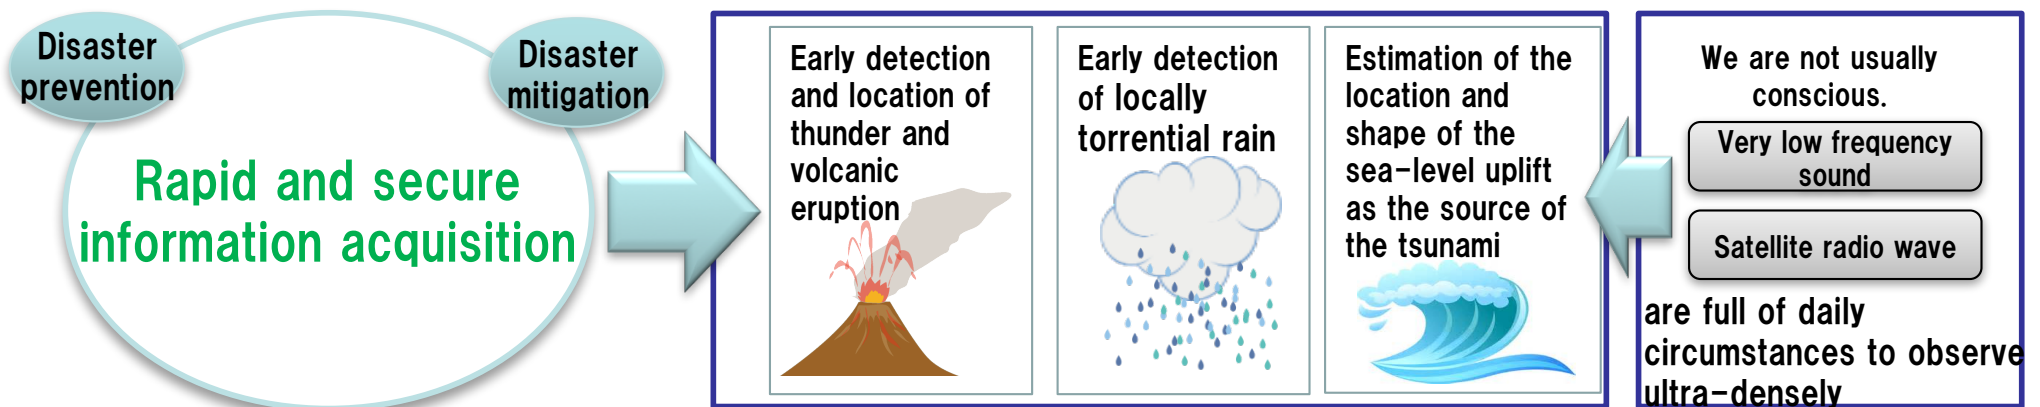 Disaster
prevention
Disaster
mitigation
Rapid and secure
information acquisition
Early detection
and location of
thunder and
volcanic
eruption
Early detection
of locally
torrential rain
Estimation of the
location and
shape of the
sea-level uplift
as the source of
the tsunami
We are not usually
conscious.
Very low frequency
sound
Satellite radio wave
are full of daily
circumstances to observe
ultra-densely